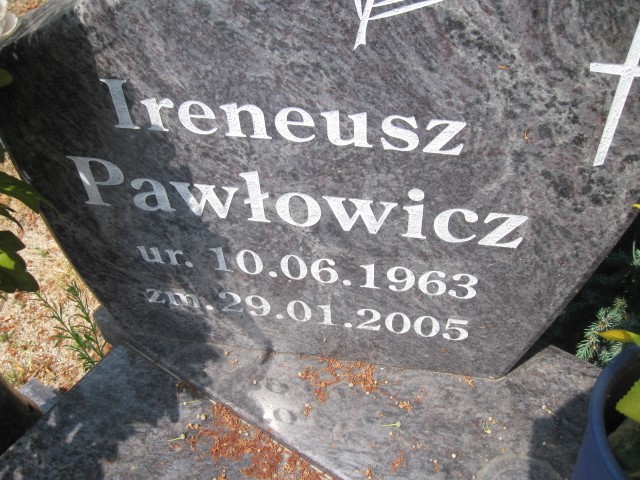 Ireneusz
Pawłowicz
ur. 10.06.1963
zm. 29.01.2005